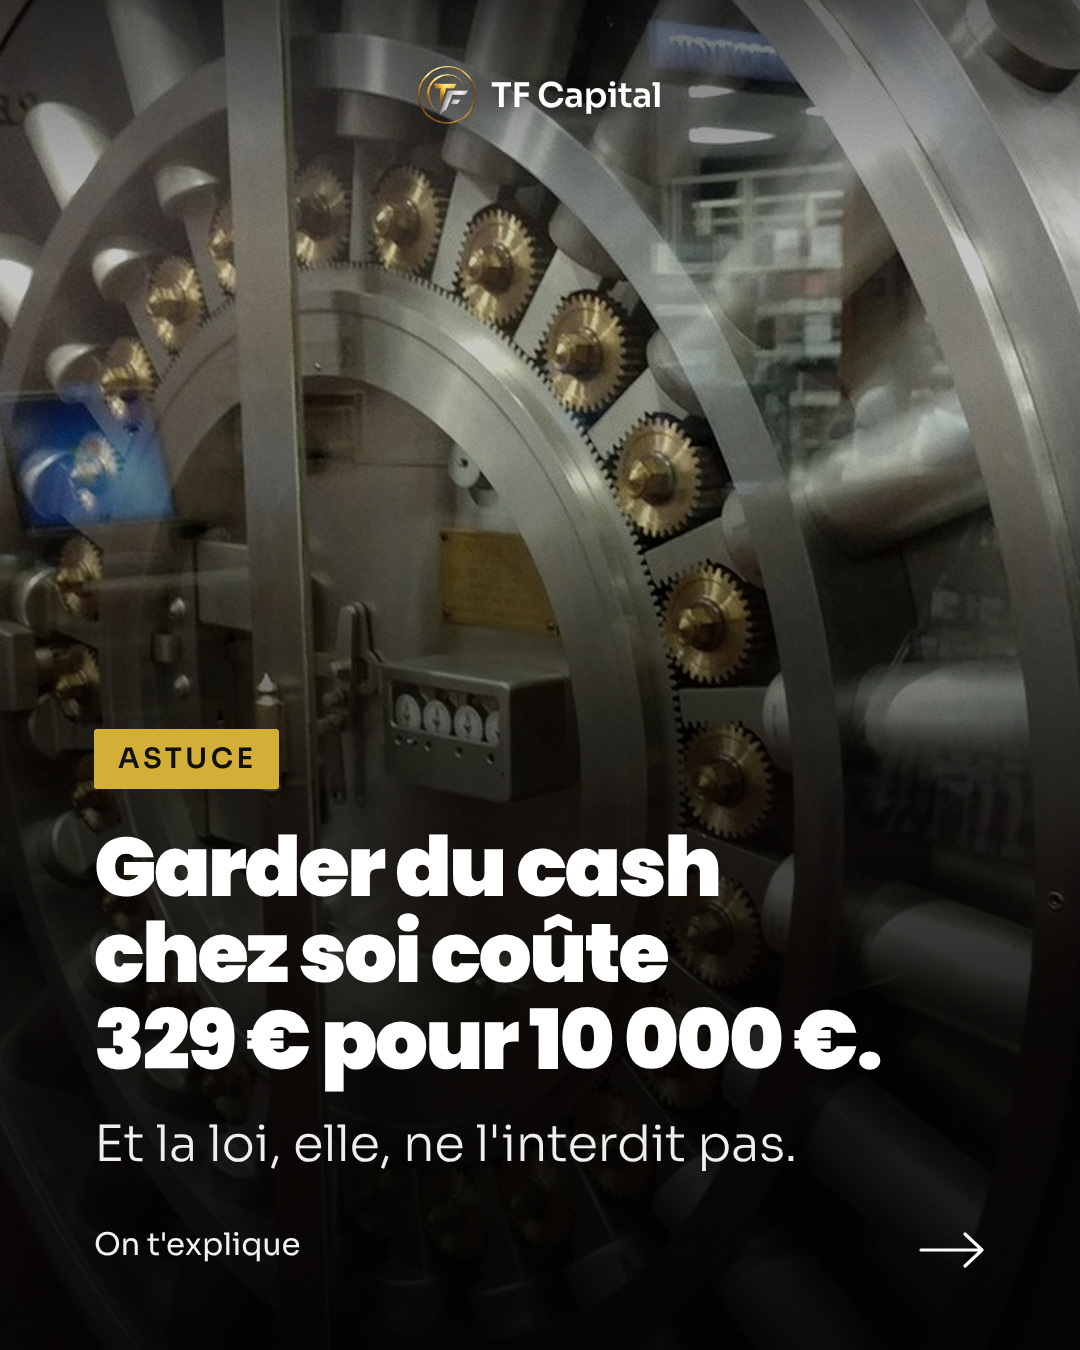 TF Capital
ASTUCE
Garder du cash
chez soi coûte
329 € pour 10 000 €.
Et la loi, elle, ne l'interdit pas.
On t'explique